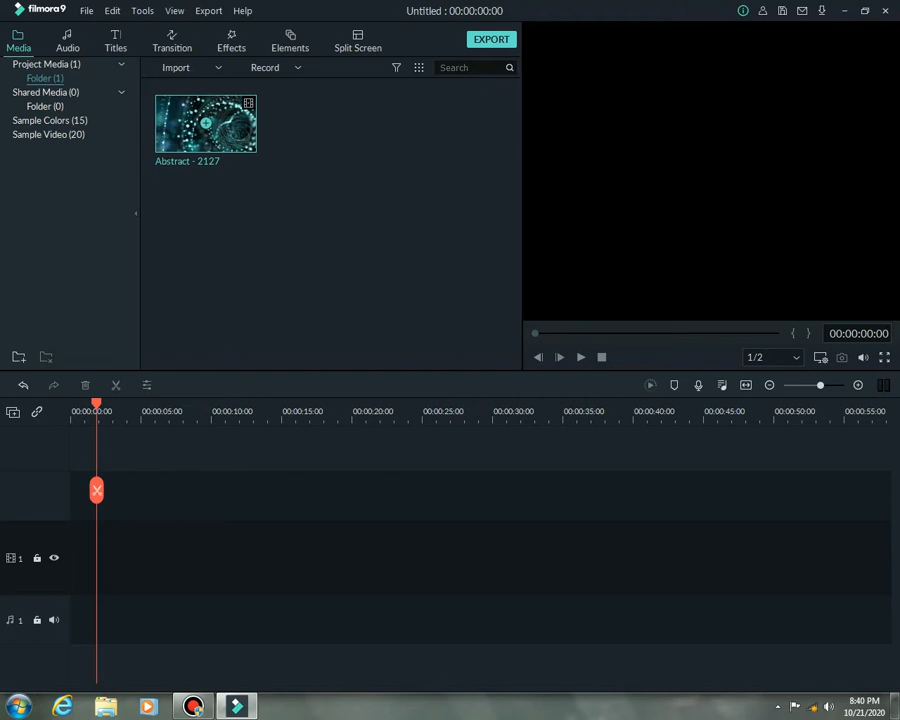 filmora9 File Edit Tools View Export Help Untitled : 00:00:00:00
Media Audio Titles Transition Effects Elements Split Screen EXPORT
Project Media (1) Import Record Search
Folder (1)
Shared Media (0)
Folder (0)
Sample Colors (15)
Sample Video (20)
Abstract - 2127
00:00:00:00
1/2
00:00:00:00 00:00:05:00 00:00:10:00 00:00:15:00 00:00:20:00 00:00:25:00 00:00:30:00 00:00:35:00 00:00:40:00 00:00:45:00 00:00:50:00 00:00:55:00
1
1
8:40 PM
10/21/2020